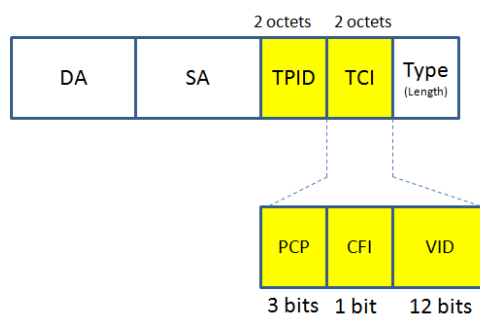 2 octets 2 octets
DA SA TPID TCI Type
(Length)
PCP CFI VID
3 bits 1 bit 12 bits